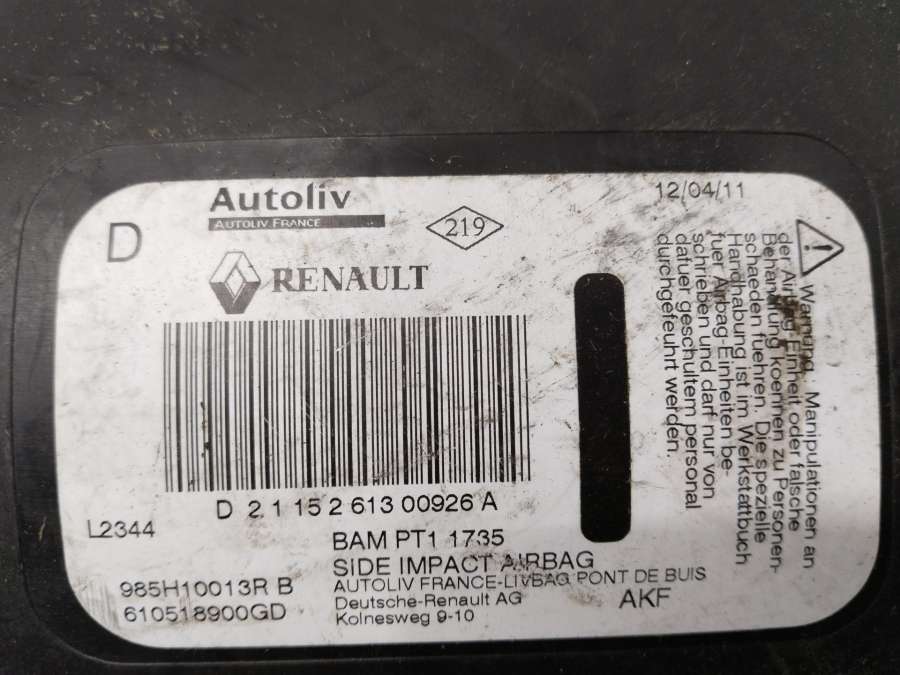 D
Autoliv
AUTOLIV FRANCE
219
12/04/11
RENAULT
D 2 1 15 2 613 00926 A
L2344
BAM PT1 1735
SIDE IMPACT AIRBAG
985H10013R B
AUTOLIV FRANCE-LIVBAG PONT DE BUIS
610518900GD
Deutsche-Renault AG
AKF
Kolnesweg 9-10
Warnung. Manipulationen an
der Airbag-Einheit oder falsche
Behandlung koennen zu Personen-
schaeden fuehren. Die spezielle
Handhabung ist im Werkstattbuch
fuer Airbag-Einheiten be-
schrieben und darf nur von
dafuer geschultem personal
durchgefeuhrt werden.